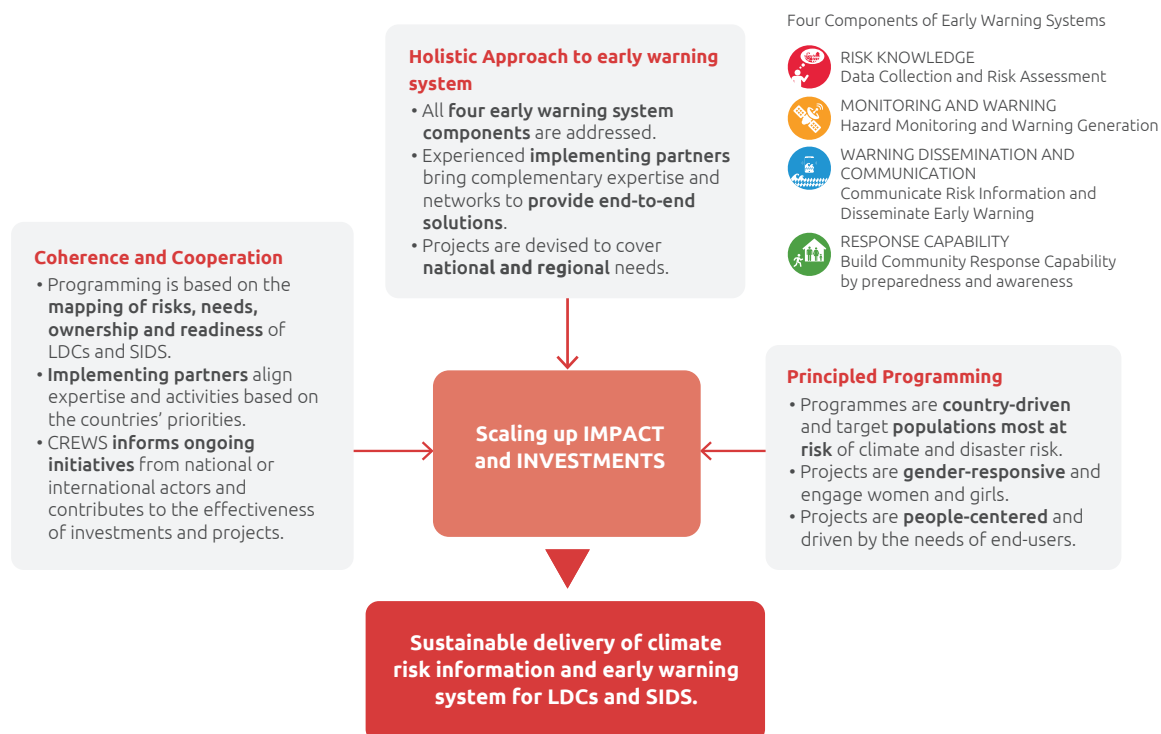 Four Components of Early Warning Systems
RISK KNOWLEDGE
Data Collection and Risk Assessment
MONITORING AND WARNING
Hazard Monitoring and Warning Generation
WARNING DISSEMINATION AND
COMMUNICATION
Communicate Risk Information and
Disseminate Early Warning
RESPONSE CAPABILITY
Build Community Response Capability
by preparedness and awareness
Holistic Approach to early warning
system
• All four early warning system
components are addressed.
• Experienced implementing partners
bring complementary expertise and
networks to provide end-to-end
solutions.
• Projects are devised to cover
national and regional needs.
Coherence and Cooperation
• Programming is based on the
mapping of risks, needs,
ownership and readiness of
LDCs and SIDS.
• Implementing partners align
expertise and activities based on
the countries’ priorities.
• CREWS informs ongoing
initiatives from national or
international actors and
contributes to the effectiveness
of investments and projects.
Scaling up IMPACT
and INVESTMENTS
Principled Programming
• Programmes are country-driven
and target populations most at
risk of climate and disaster risk.
• Projects are gender-responsive and
engage women and girls.
• Projects are people-centered and
driven by the needs of end-users.
Sustainable delivery of climate
risk information and early warning
system for LDCs and SIDS.